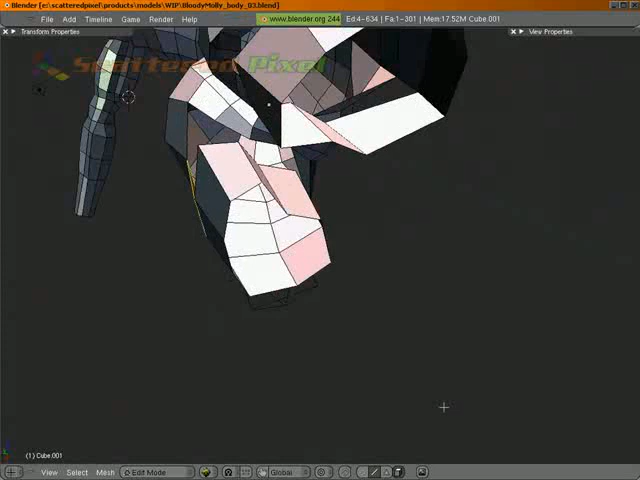 Blender [e:\scatteredpixel\products\models\WIP\BloodyMolly_body_03.blend]
File Add Timeline Game Render Help www.blender.org 244 Ed:4-634 | Fa:1-301 | Mem:17.52M Cube.001
Transform Properties View Properties
Scattered Pixel
(1) Cube.001
View Select Mesh Edit Mode Global